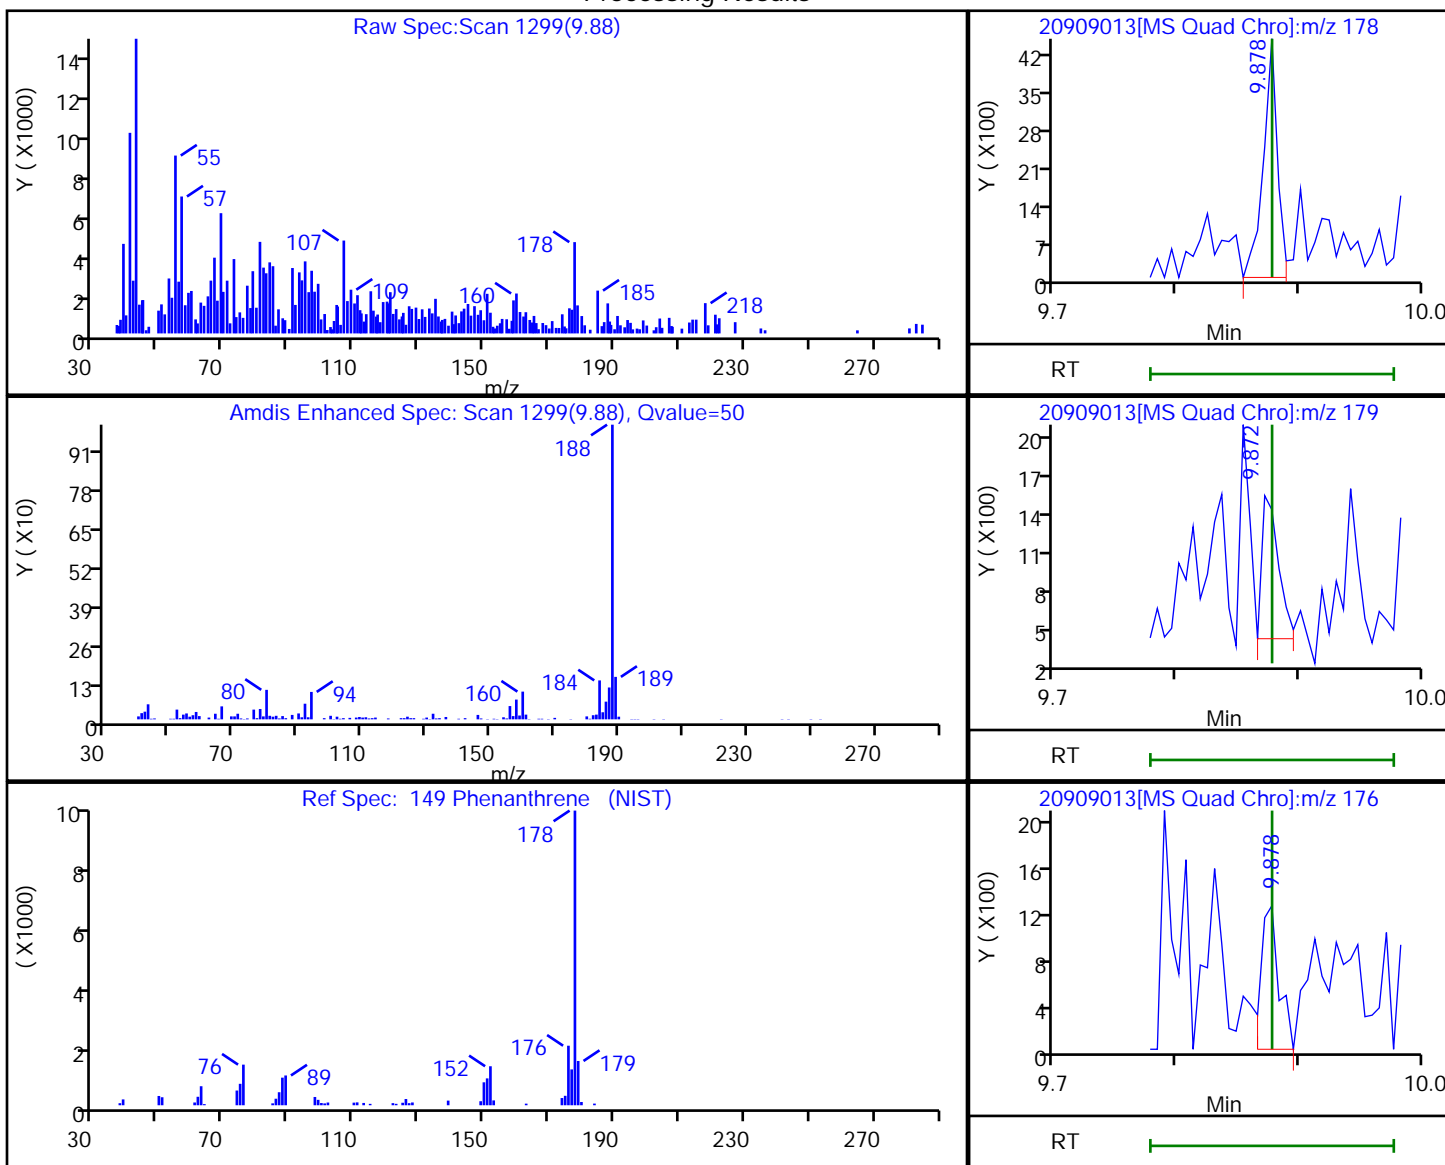 Processing Results
Raw Spec:Scan 1299(9.88)
Y ( X1000)
14
12
10
8
6
4
2
0
55
57
107
109
160
178
185
218
30 70 110 150 190 230 270
m/z
20909013[MS Quad Chro]:m/z 178
Y ( X100)
42
35
28
21
14
7
0
9.878
9.7 10.0
Min
RT
Amdis Enhanced Spec: Scan 1299(9.88), Qvalue=50
Y ( X10)
91
78
65
52
39
26
13
0
80
94
160
184
188
189
30 70 110 150 190 230 270
m/z
20909013[MS Quad Chro]:m/z 179
Y ( X100)
20
17
14
11
8
5
2
9.872
9.7 10.0
Min
RT
Ref Spec: 149 Phenanthrene (NIST)
( X1000)
10
8
6
4
2
0
76
89
152
176
178
179
30 70 110 150 190 230 270
20909013[MS Quad Chro]:m/z 176
Y ( X100)
20
16
12
8
4
0
9.878
9.7 10.0
Min
RT